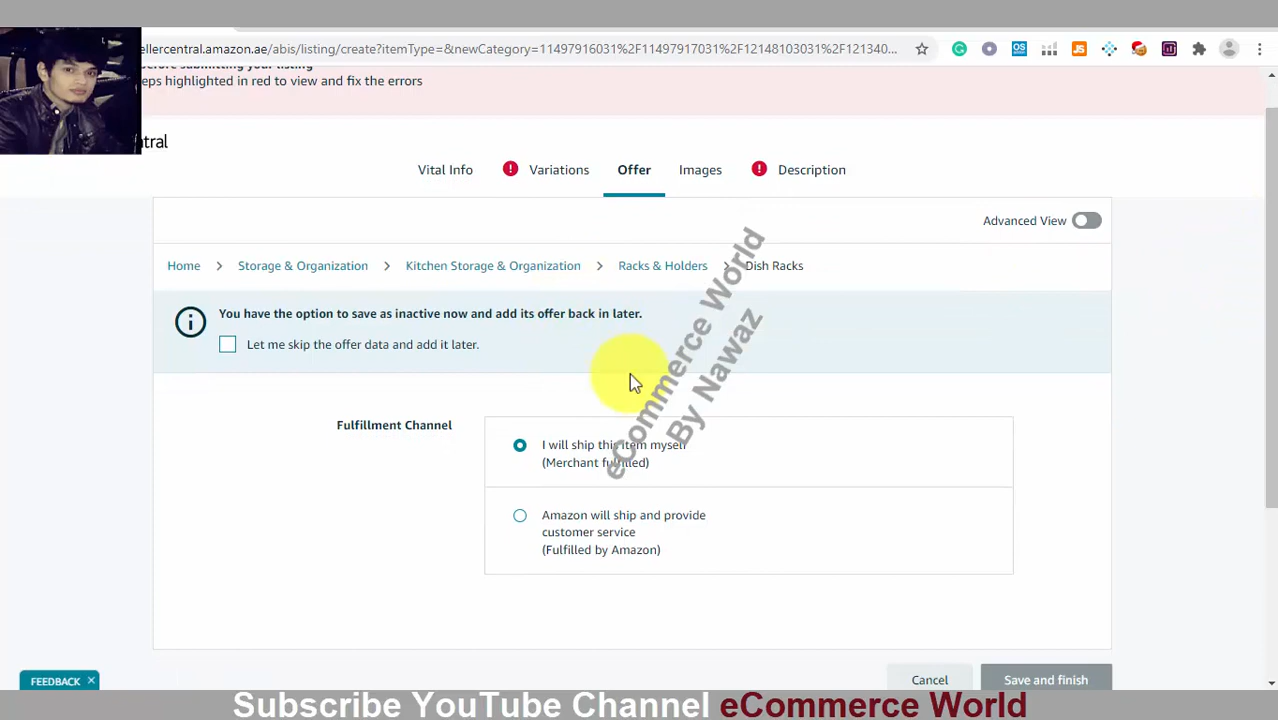 ellercentral.amazon.ae/abis/listing/create?itemType=&newCategory=11497916031%2F11497917031%2F12148103031%2F121340...
before submitting your listing
eps highlighted in red to view and fix the errors
ntral
Vital Info
Variations
Offer
Images
Description
Advanced View
Home
Storage & Organization
Kitchen Storage & Organization
Racks & Holders
Dish Racks
You have the option to save as inactive now and add its offer back in later.
Let me skip the offer data and add it later.
eCommerce World
By Nawaz
Fulfillment Channel
I will ship this item myself
(Merchant fulfilled)
Amazon will ship and provide
customer service
(Fulfilled by Amazon)
FEEDBACK
Cancel
Save and finish
Subscribe YouTube Channel eCommerce World